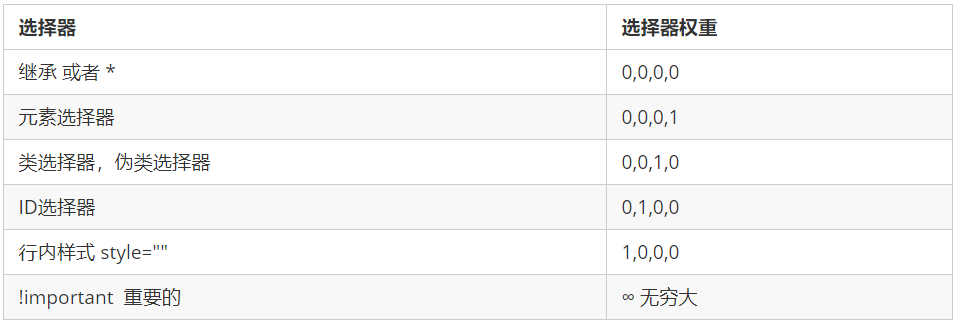 选择器 选择器权重
继承 或者 * 0,0,0,0
元素选择器 0,0,0,1
类选择器，伪类选择器 0,0,1,0
ID选择器 0,1,0,0
行内样式 style="" 1,0,0,0
!important 重要的 ∞ 无穷大